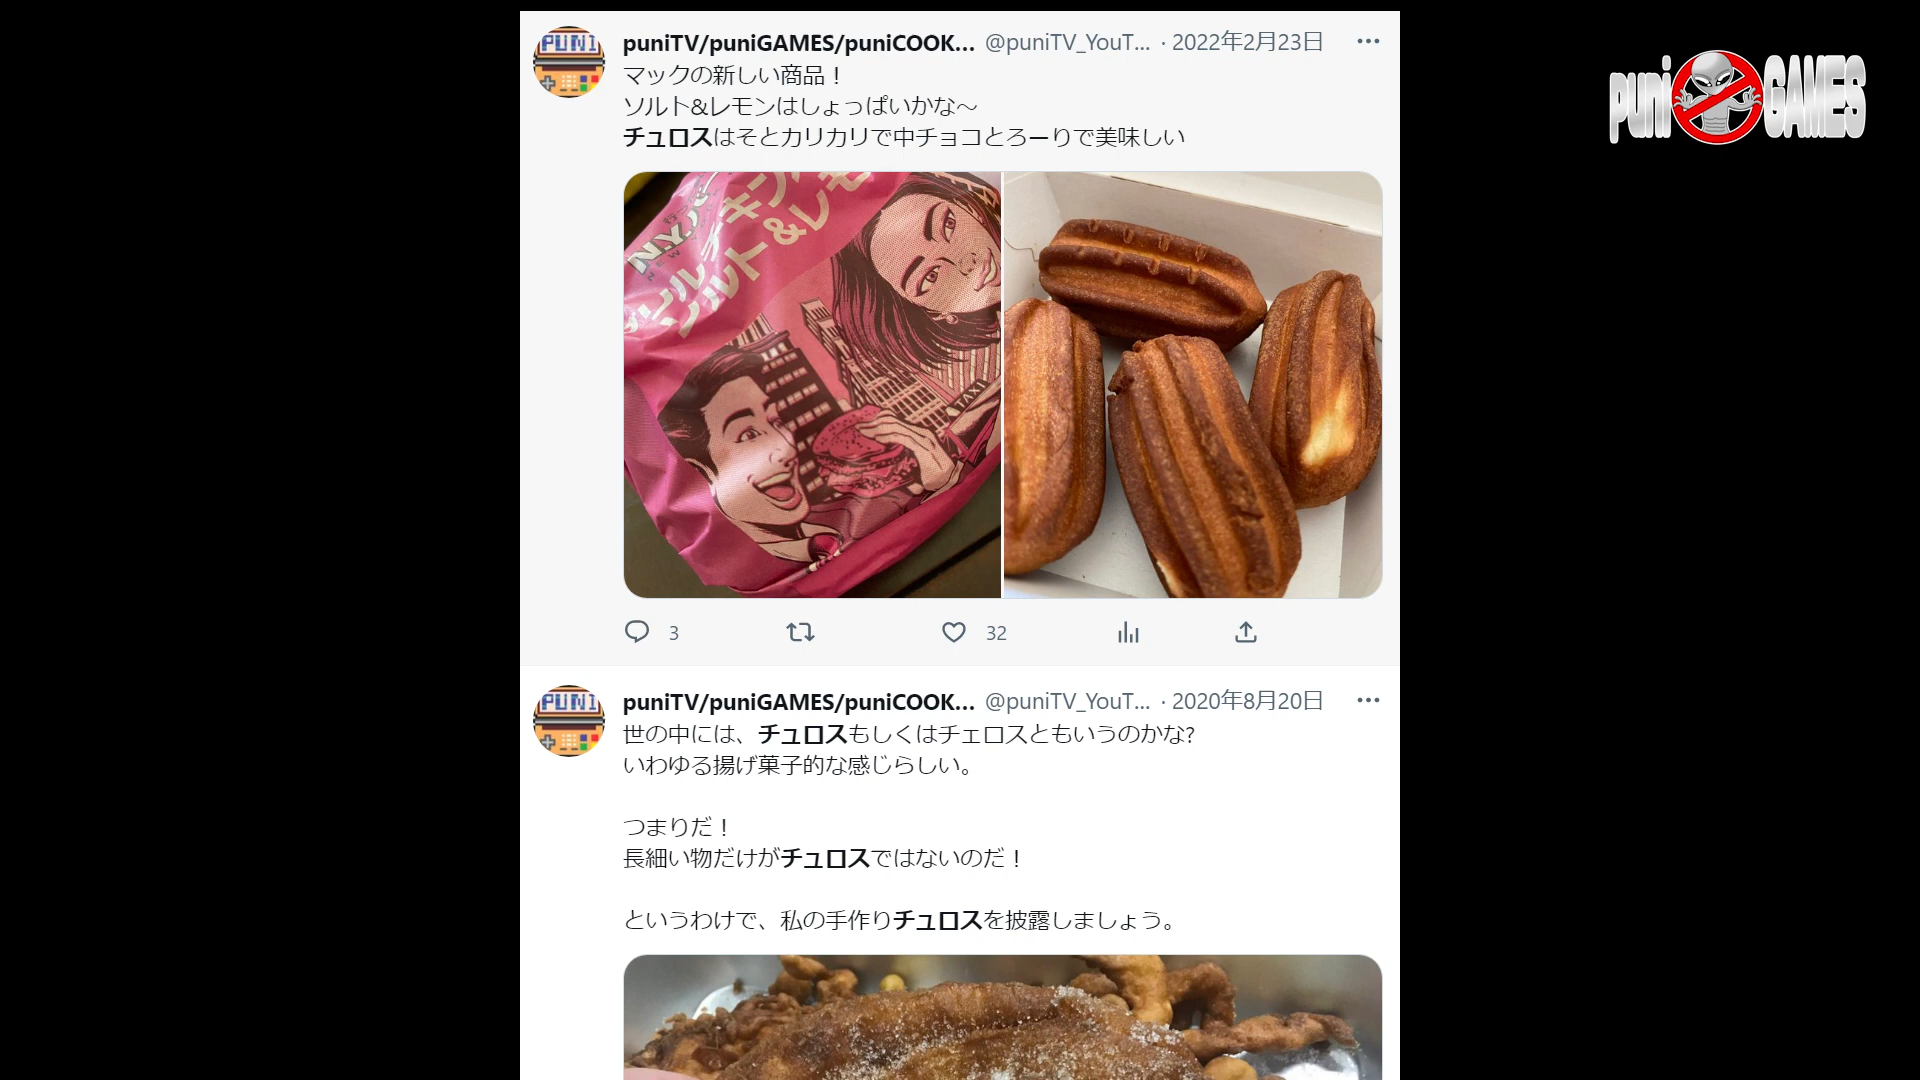 puniTV/puniGAMES/puniCOOK... @puniTV_YouT... · 2022年2月23日
マックの新しい商品！
ソルト&レモンはしょっぱいかな〜
チュロスはそとカリカリで中チョコとろーりで美味しい
N.Y.バ
ソルト&レモ
TAXI
3
32
puniTV/puniGAMES/puniCOOK... @puniTV_YouT... · 2020年8月20日
世の中には、チュロスもしくはチェロスともいうのかな?
いわゆる揚げ菓子的な感じらしい。
つまりだ！
長細い物だけがチュロスではないのだ！
というわけで、私の手作りチュロスを披露しましょう。
PUNI
PUNI
puni GAMES